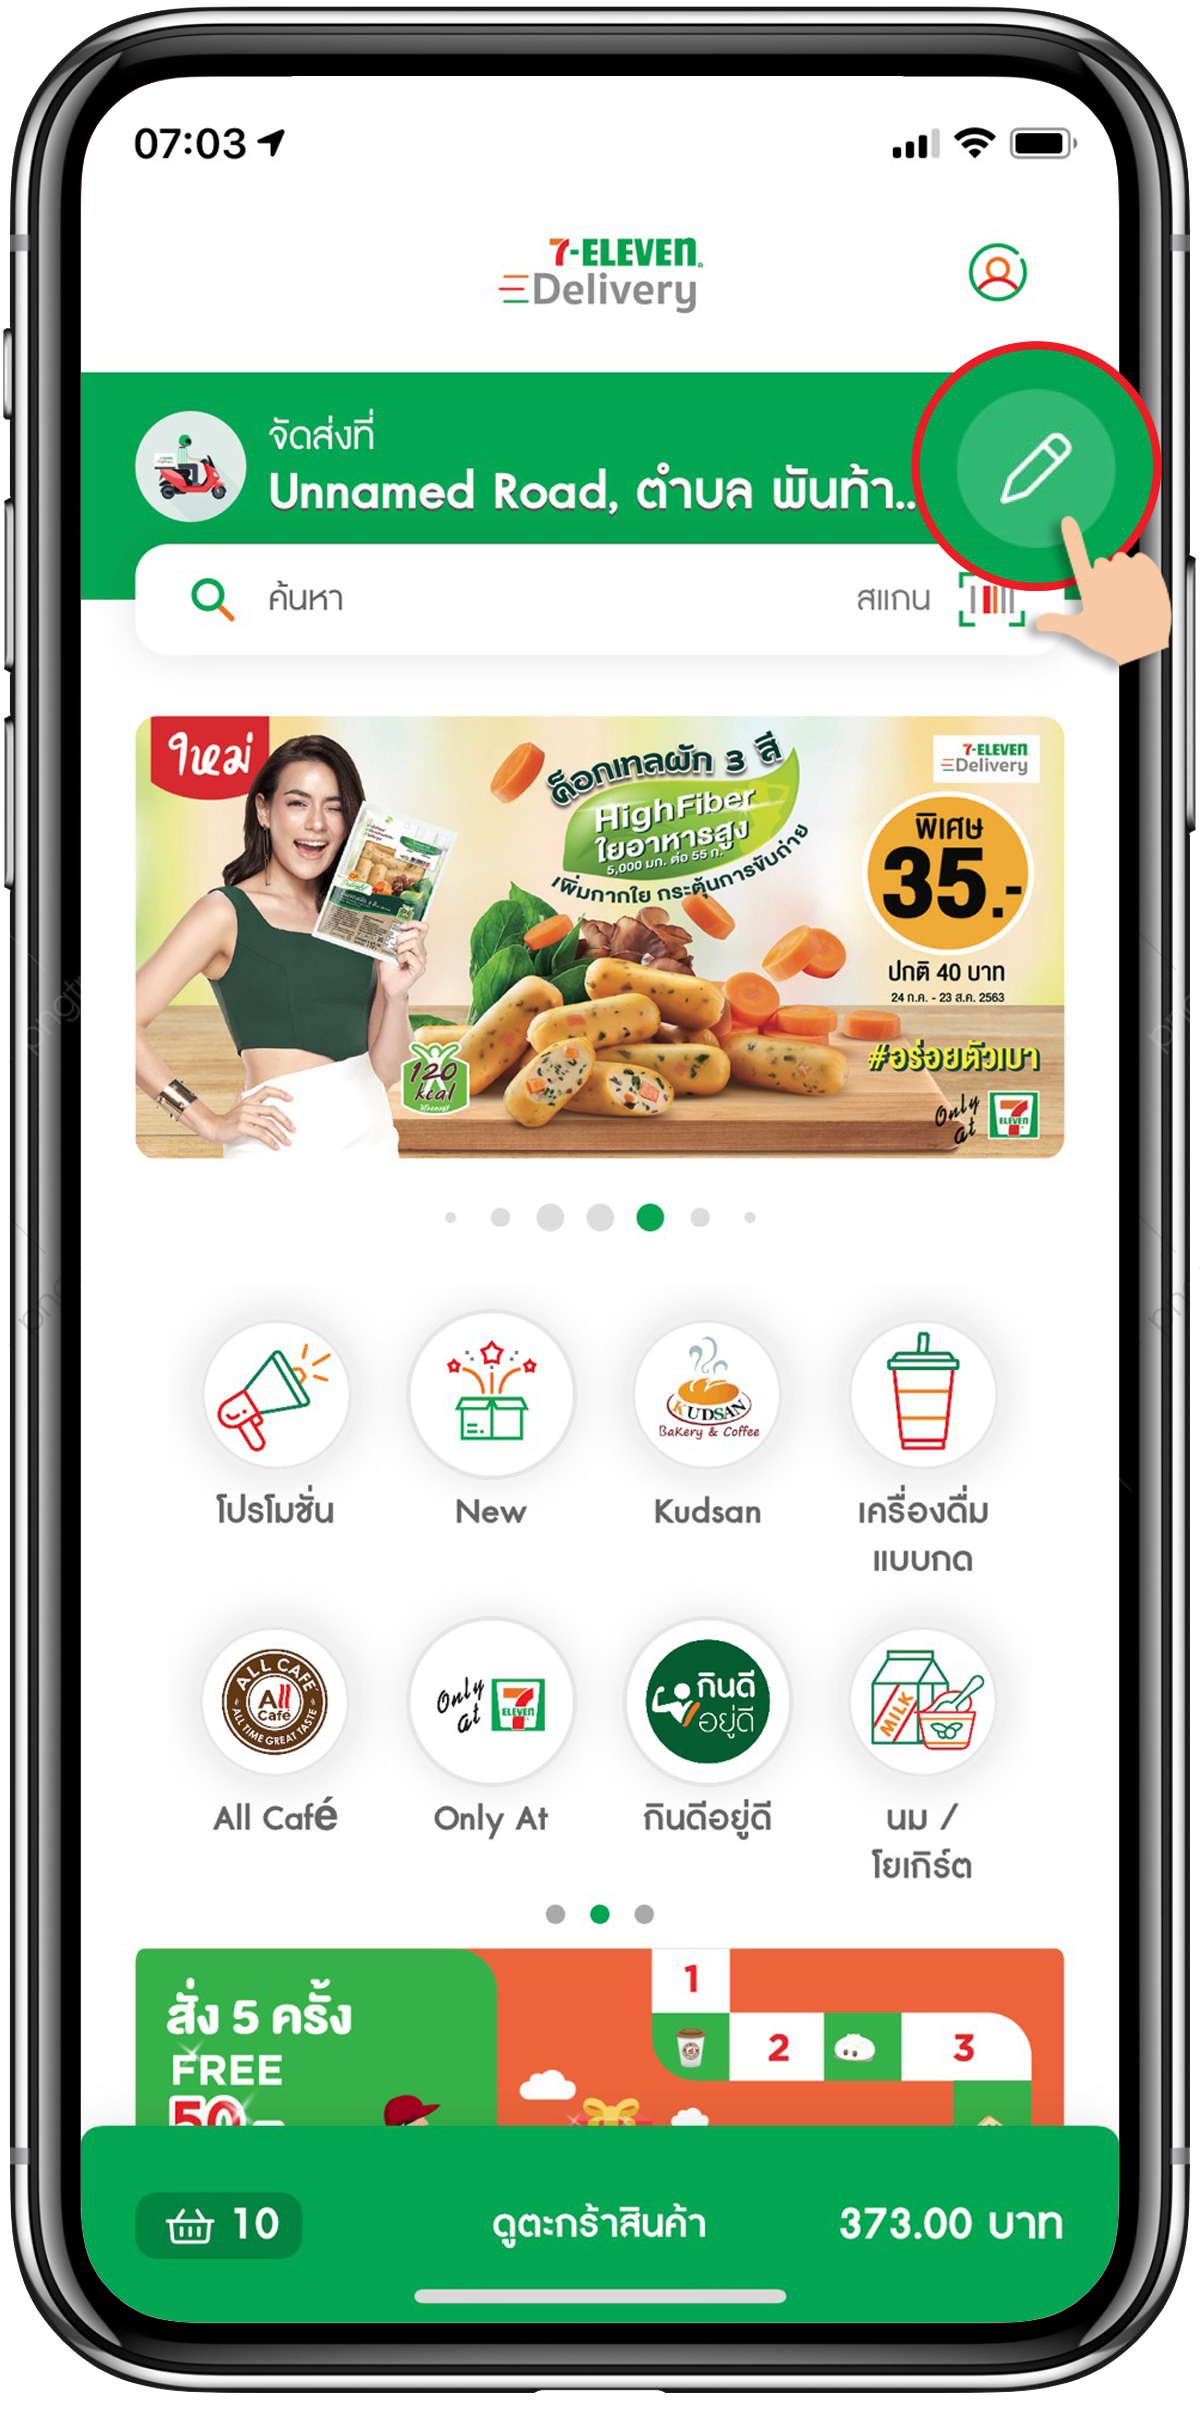 07:03
7-ELEVEN
Delivery
จัดส่งที่
Unnamed Road, ตำบล พันท้า..
ค้นหา
สแกน
ใหม่
ค็อกเทลผัก 3 สี
High Fiber
ใยอาหารสูง
5,000 มก. ต่อ 55 ก.
เพิ่มกากใย กระตุ้นการขับถ่าย
7-ELEVEN
Delivery
พิเศษ
35.-
ปกติ 40 บาท
24 ก.ค. - 23 ส.ค. 2563
#อร่อยตัวเบา
120
kcal
Only
at
7
ELEVEN
KUDSAN
Bakery & Coffee
โปรโมชั่น
New
Kudsan
เครื่องดื่ม
แบบกด
ALL CAFE
All
Café
ALL TIME GREAT TASTE
Only
at
7
ELEVEN
กินดี
อยู่ดี
MILK
All Café
Only At
กินดีอยู่ดี
นม /
โยเกิร์ต
สั่ง 5 ครั้ง
FREE
50
1
2
3
10
ดูตะกร้าสินค้า
373.00 บาท